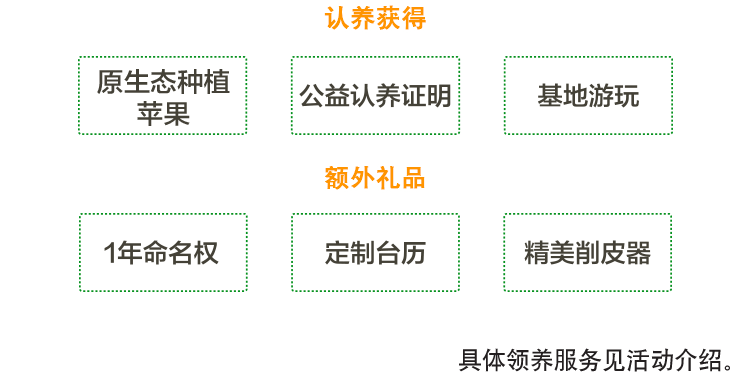 认养获得
原生态种植
苹果
公益认养证明
基地游玩
额外礼品
1年命名权
定制台历
精美削皮器
具体领养服务见活动介绍。